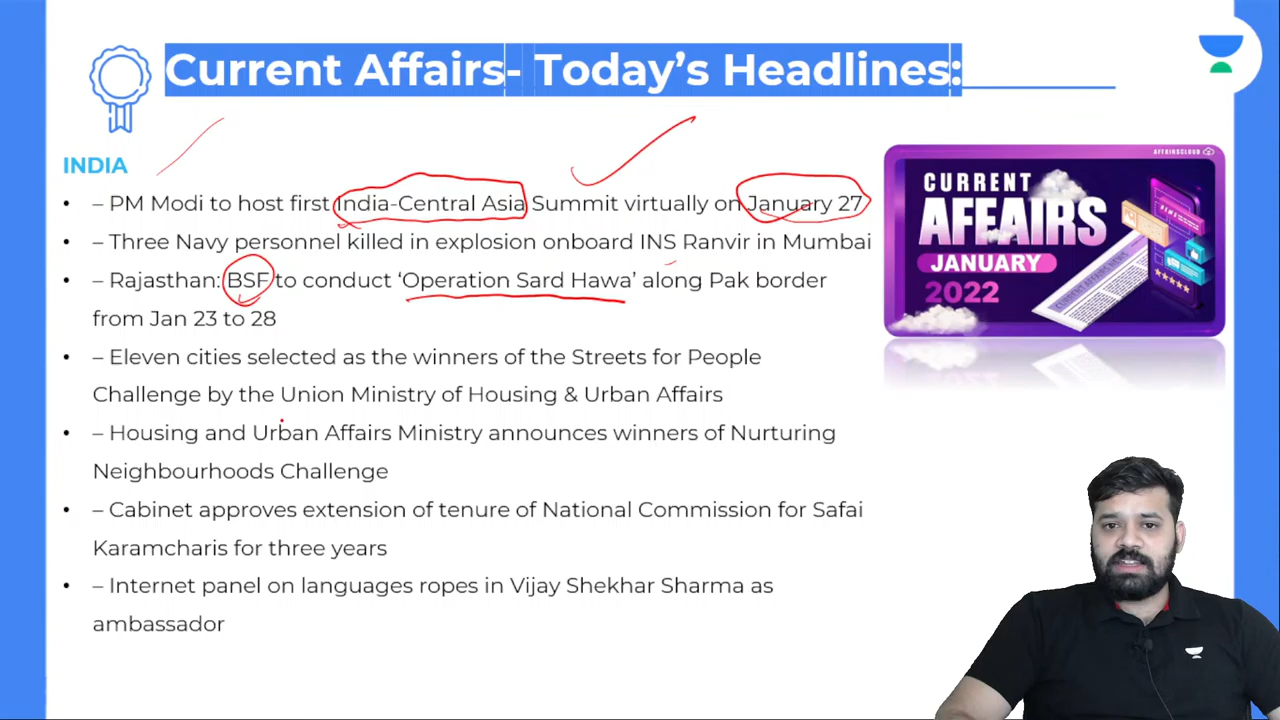 Current Affairs- Today's Headlines:
INDIA
• – PM Modi to host first India-Central Asia Summit virtually on January 27
• – Three Navy personnel killed in explosion onboard INS Ranvir in Mumbai
• – Rajasthan: BSF to conduct ‘Operation Sard Hawa’ along Pak border
from Jan 23 to 28
• – Eleven cities selected as the winners of the Streets for People
Challenge by the Union Ministry of Housing & Urban Affairs
• – Housing and Urban Affairs Ministry announces winners of Nurturing
Neighbourhoods Challenge
• – Cabinet approves extension of tenure of National Commission for Safai
Karamcharis for three years
• – Internet panel on languages ropes in Vijay Shekhar Sharma as
ambassador
AFFAIRSCLOUD
CURRENT
AFFAIRS
JANUARY
2022
CURRENT AFFAIRS NEWS